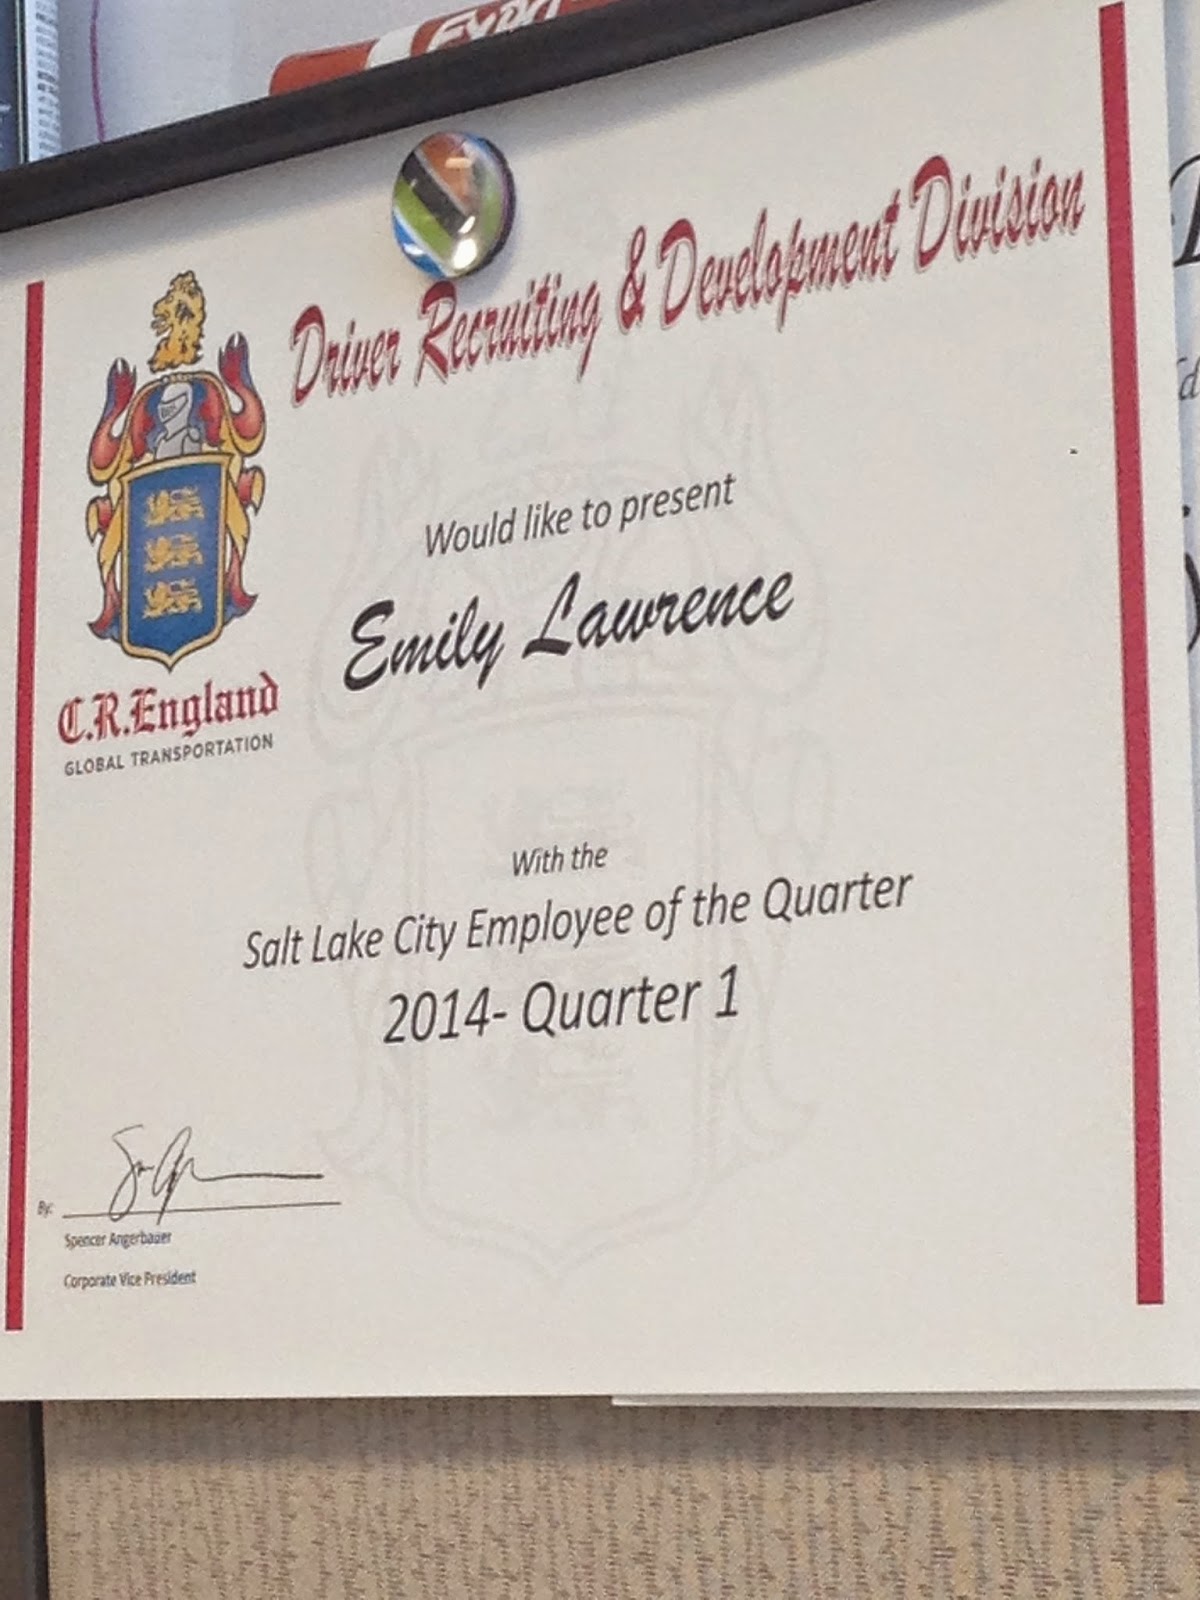 EXPO
Driver Recruiting & Development Division
C.R.England
GLOBAL TRANSPORTATION
Would like to present
Emily Lawrence
With the
Salt Lake City Employee of the Quarter
2014- Quarter 1
By:
Spencer Angerbauer
Corporate Vice President